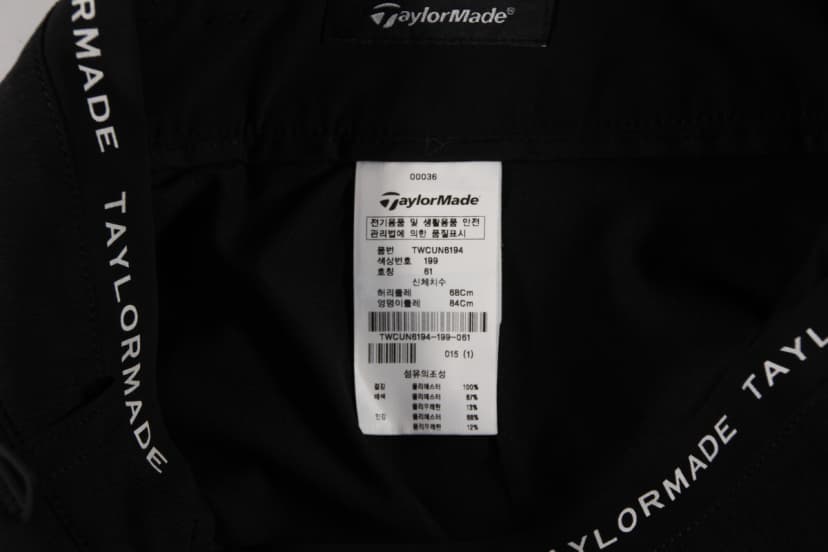 TaylorMade®
TAYLORMADE
TAYLORMADE
00036
TaylorMade
전기용품 및 생활용품 안전
관리법에 의한 품질표시
품번 TWCUN6194
색상번호 199
호칭 61
신체치수
허리둘레 68Cm
엉덩이둘레 84Cm
TWCUN6194-199-061
015 (1)
섬유의조성
겉감 폴리에스터 100%
배색 폴리에스터 87%
폴리우레탄 13%
안감 폴리에스터 88%
폴리우레탄 12%
TAYLORMADE
TAYL